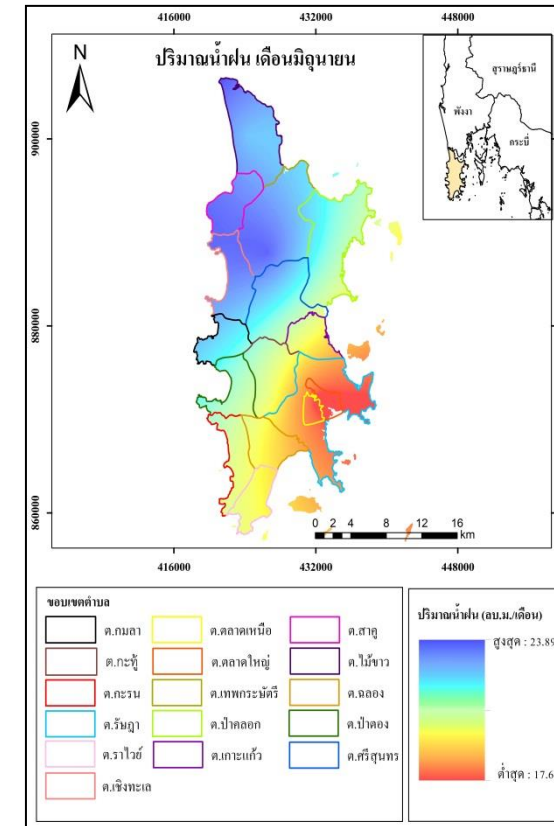 416000 432000 448000
ปริมาณน้ำฝน เดือนมิถุนายน
N
สุราษฎร์ธานี
พังงา
กระบี่
900000
880000
860000
0 2 4 8 12 16
km
416000 432000 448000
ขอบเขตตำบล
ต.กมลา ต.ตลาดเหนือ ต.สาคู
ต.กะทู้ ต.ตลาดใหญ่ ต.ไม้ขาว
ต.กะรน ต.เทพกระษัตรี ต.ฉลอง
ต.รัษฎา ต.ป่าคลอก ต.ป่าตอง
ต.ราไวย์ ต.เกาะแก้ว ต.ศรีสุนทร
ต.เชิงทะเล
ปริมาณน้ำฝน (ลบ.ม./เดือน)
สูงสุด : 23.89
ต่ำสุด : 17.6